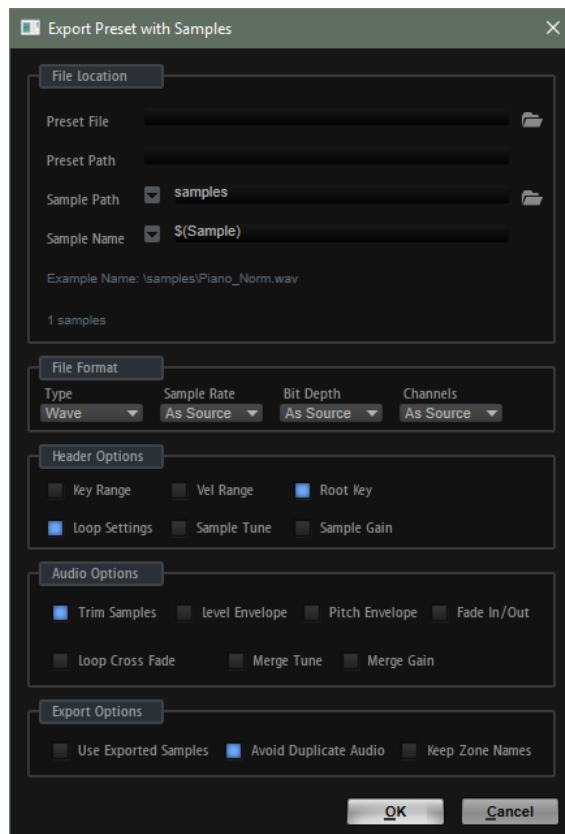 Export Preset with Samples
File Location
Preset File
Preset Path
Sample Path samples
Sample Name $(Sample)
Example Name: \samples\Piano_Norm.wav
1 samples
File Format
Type Sample Rate Bit Depth Channels
Wave As Source As Source As Source
Header Options
Key Range Vel Range Root Key
Loop Settings Sample Tune Sample Gain
Audio Options
Trim Samples Level Envelope Pitch Envelope Fade In/Out
Loop Cross Fade Merge Tune Merge Gain
Export Options
Use Exported Samples Avoid Duplicate Audio Keep Zone Names
OK Cancel